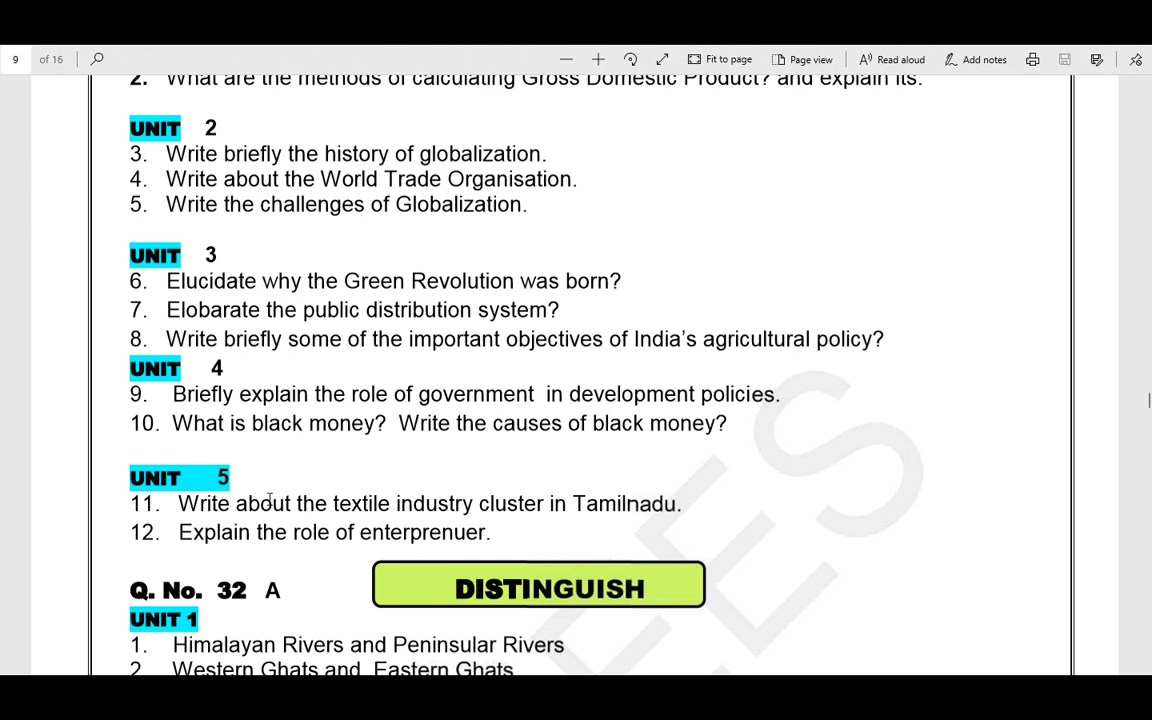 9 of 16 Fit to page Page view Read aloud Add notes
2. What are the methods of calculating Gross Domestic Product? and explain its.
UNIT 2
3. Write briefly the history of globalization.
4. Write about the World Trade Organisation.
5. Write the challenges of Globalization.
UNIT 3
6. Elucidate why the Green Revolution was born?
7. Elobarate the public distribution system?
8. Write briefly some of the important objectives of India’s agricultural policy?
UNIT 4
9. Briefly explain the role of government in development policies.
10. What is black money? Write the causes of black money?
UNIT 5
11. Write about the textile industry cluster in Tamilnadu.
12. Explain the role of enterprenuer.
Q. No. 32 A DISTINGUISH
UNIT 1
1. Himalayan Rivers and Peninsular Rivers
2. Western Ghats and Eastern Ghats
EES